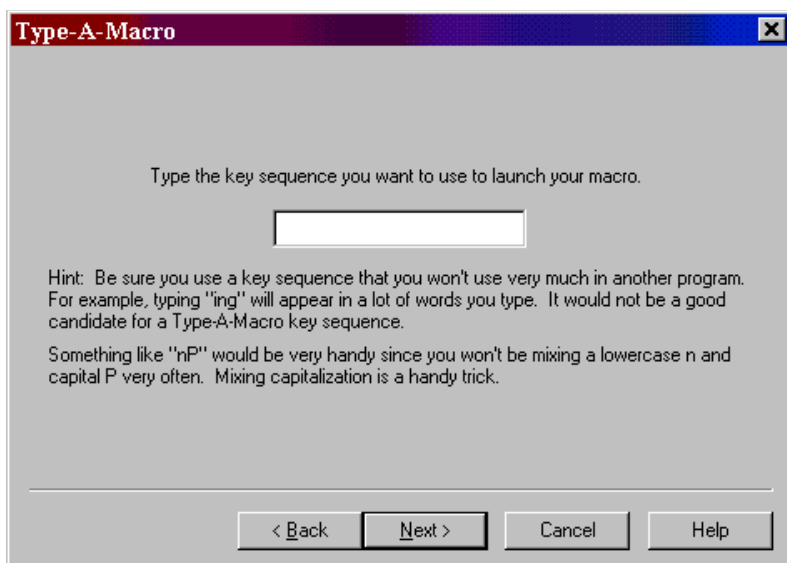 Type-A-Macro
Type the key sequence you want to use to launch your macro.
Hint:  Be sure you use a key sequence that you won't use very much in another program.
For example, typing "ing" will appear in a lot of words you type.  It would not be a good
candidate for a Type-A-Macro key sequence.
Something like "nP" would be very handy since you won't be mixing a lowercase n and
capital P very often.  Mixing capitalization is a handy trick.
< Back Next > Cancel Help